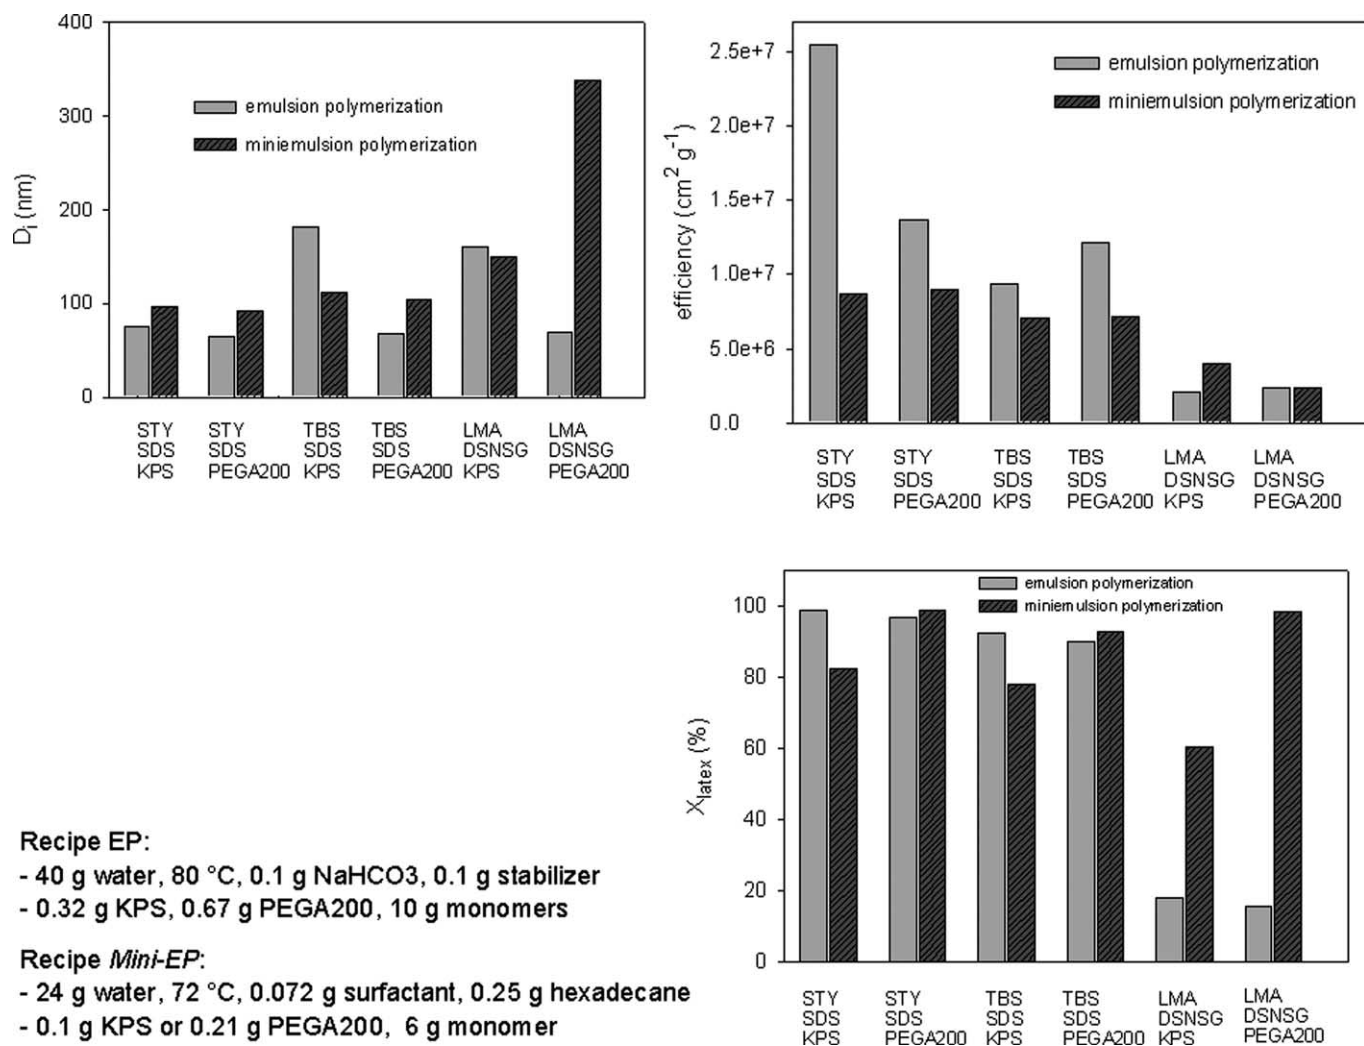 400
300
200
100
0
D_i (nm)
emulsion polymerization
miniemulsion polymerization
STY SDS KPS
STY SDS PEGA200
TBS SDS KPS
TBS SDS PEGA200
LMA DSNSG KPS
LMA DSNSG PEGA200
2.5e+7
2.0e+7
1.5e+7
1.0e+7
5.0e+6
0.0
efficiency (cm² g⁻¹)
emulsion polymerization
miniemulsion polymerization
STY SDS KPS
STY SDS PEGA200
TBS SDS KPS
TBS SDS PEGA200
LMA DSNSG KPS
LMA DSNSG PEGA200
100
80
60
40
20
0
X_latex (%)
emulsion polymerization
miniemulsion polymerization
STY SDS KPS
STY SDS PEGA200
TBS SDS KPS
TBS SDS PEGA200
LMA DSNSG KPS
LMA DSNSG PEGA200
Recipe EP:
- 40 g water, 80 °C, 0.1 g NaHCO3, 0.1 g stabilizer
- 0.32 g KPS, 0.67 g PEGA200, 10 g monomers
Recipe Mini-EP:
- 24 g water, 72 °C, 0.072 g surfactant, 0.25 g hexadecane
- 0.1 g KPS or 0.21 g PEGA200, 6 g monomer